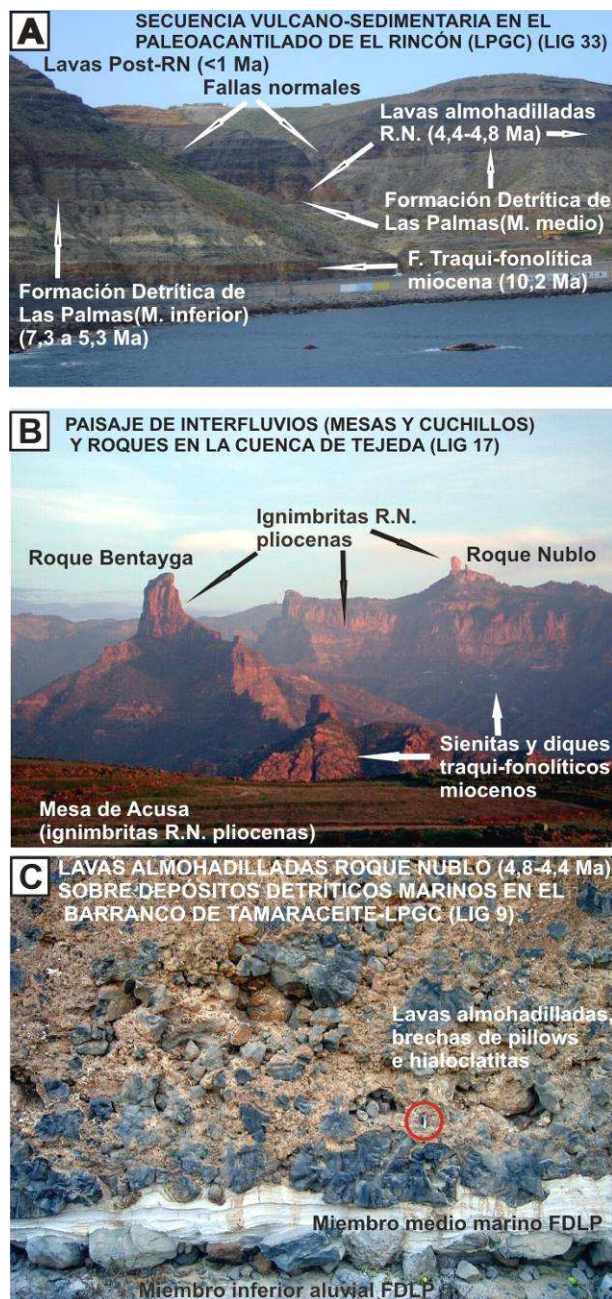 A
SECUENCIA VULCANO-SEDIMENTARIA EN EL
PALEOACANTILADO DE EL RINCÓN (LPGC) (LIG 33)
Lavas Post-RN (<1 Ma)
Fallas normales
Lavas almohadilladas
R.N. (4,4-4,8 Ma)
Formación Detrítica de
Las Palmas(M. medio)
F. Traqui-fonolítica
miocena (10,2 Ma)
Formación Detrítica de
Las Palmas(M. inferior)
(7,3 a 5,3 Ma)
B
PAISAJE DE INTERFLUVIOS (MESAS Y CUCHILLOS)
Y ROQUES EN LA CUENCA DE TEJEDA (LIG 17)
Ignimbritas R.N.
pliocenas
Roque Bentayga
Roque Nublo
Sienitas y diques
traqui-fonolíticos
miocenos
Mesa de Acusa
(ignimbritas R.N. pliocenas)
C
LAVAS ALMOHADILLADAS ROQUE NUBLO (4,8-4,4 Ma)
SOBRE DEPÓSITOS DETRÍTICOS MARINOS EN EL
BARRANCO DE TAMARACEITE-LPGC (LIG 9)
Lavas almohadilladas,
brechas de pillows
e hialoclatitas
Miembro medio marino FDLP
Miembro inferior aluvial FDLP